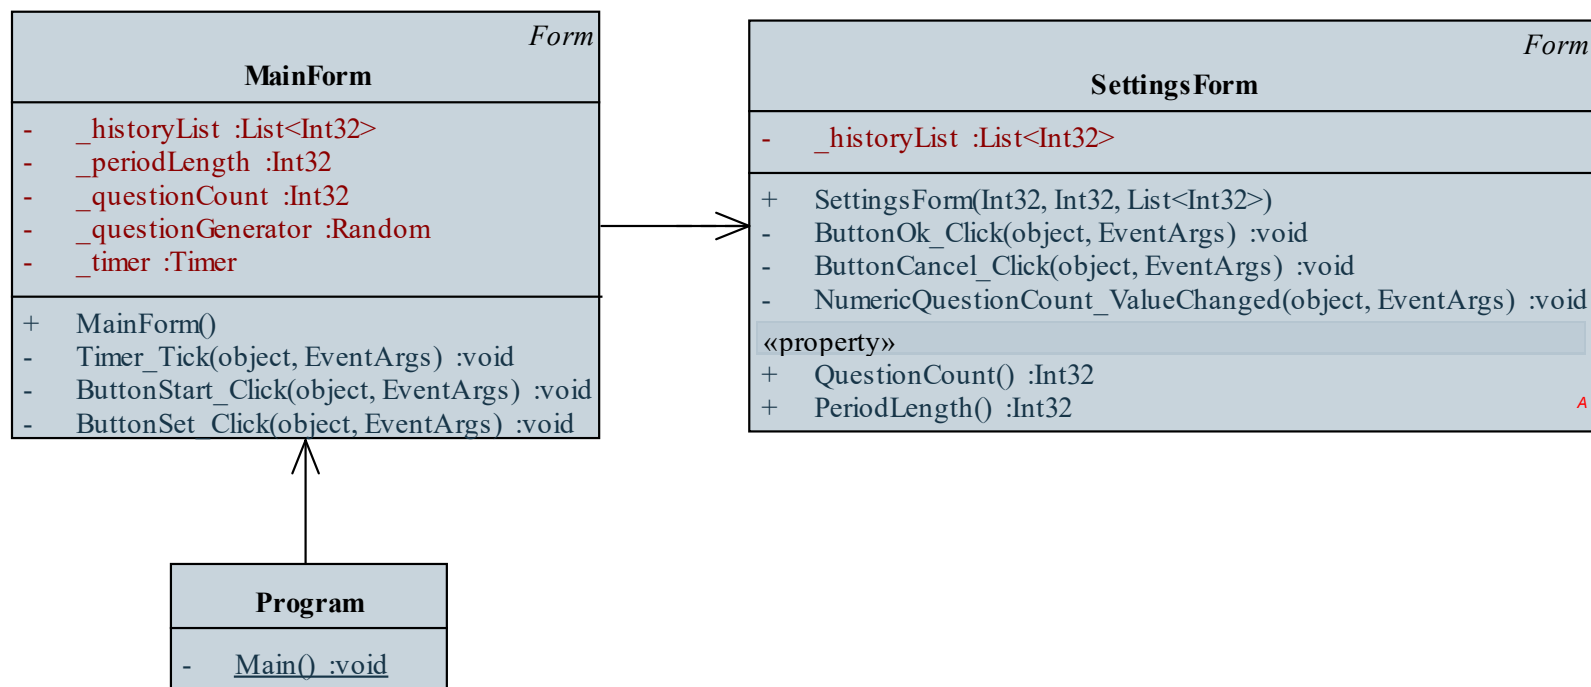 Form
MainForm
- _historyList :List<Int32>
- _periodLength :Int32
- _questionCount :Int32
- _questionGenerator :Random
- _timer :Timer
+ MainForm()
- Timer_Tick(object, EventArgs) :void
- ButtonStart_Click(object, EventArgs) :void
- ButtonSet_Click(object, EventArgs) :void
Form
SettingsForm
- _historyList :List<Int32>
+ SettingsForm(Int32, Int32, List<Int32>)
- ButtonOk_Click(object, EventArgs) :void
- ButtonCancel_Click(object, EventArgs) :void
- NumericQuestionCount_ValueChanged(object, EventArgs) :void
«property»
+ QuestionCount() :Int32
+ PeriodLength() :Int32
A
Program
- Main() :void